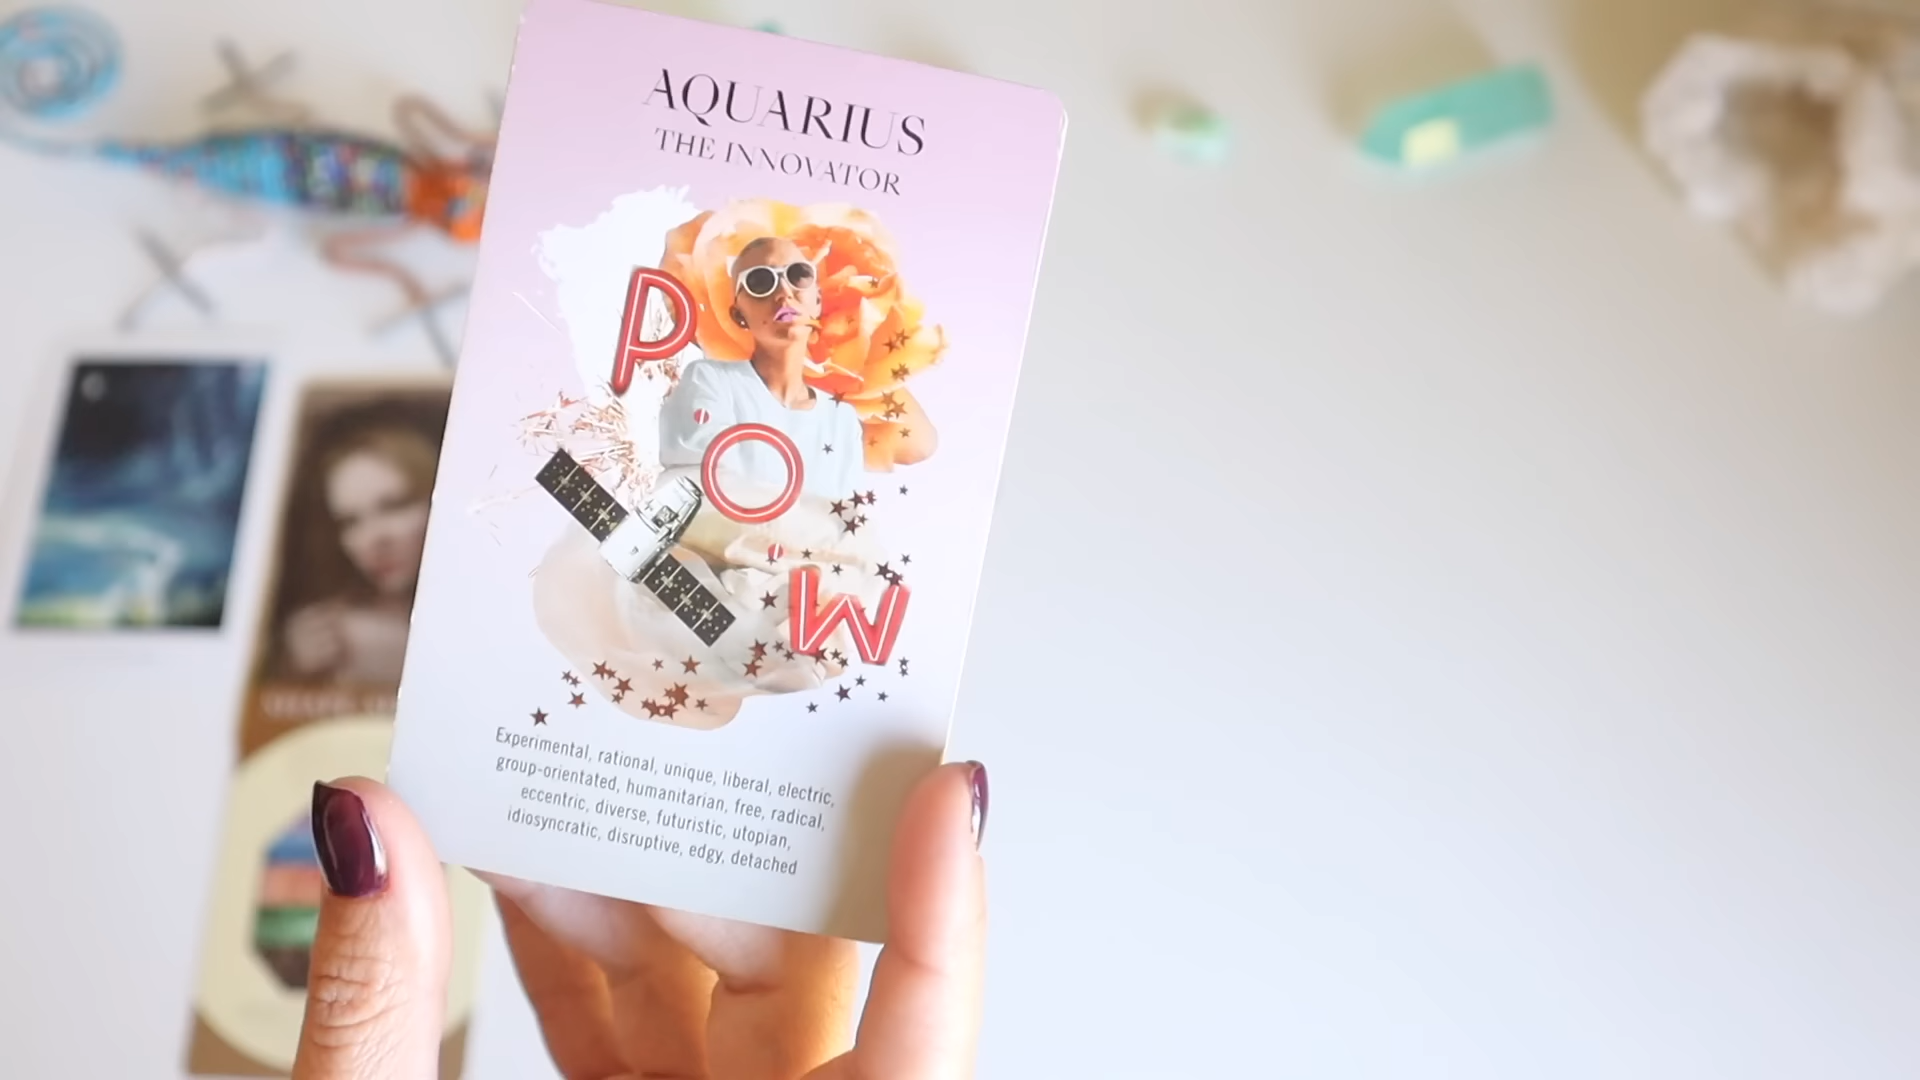 AQUARIUS
THE INNOVATOR
P
O
W
Experimental, rational, unique, liberal, electric,
group-orientated, humanitarian, free, radical,
eccentric, diverse, futuristic, utopian,
idiosyncratic, disruptive, edgy, detached